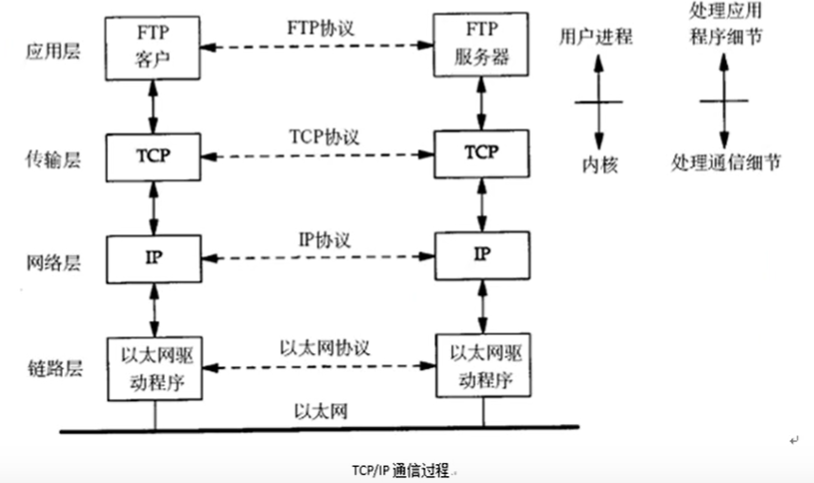 FTP协议
处理应用
程序细节
应用层
FTP
客户
FTP
服务器
用户进程
传输层
TCP
TCP协议
TCP
内核
处理通信细节
网络层
IP
IP协议
IP
链路层
以太网驱
动程序
以太网协议
以太网驱
动程序
以太网
TCP/IP 通信过程